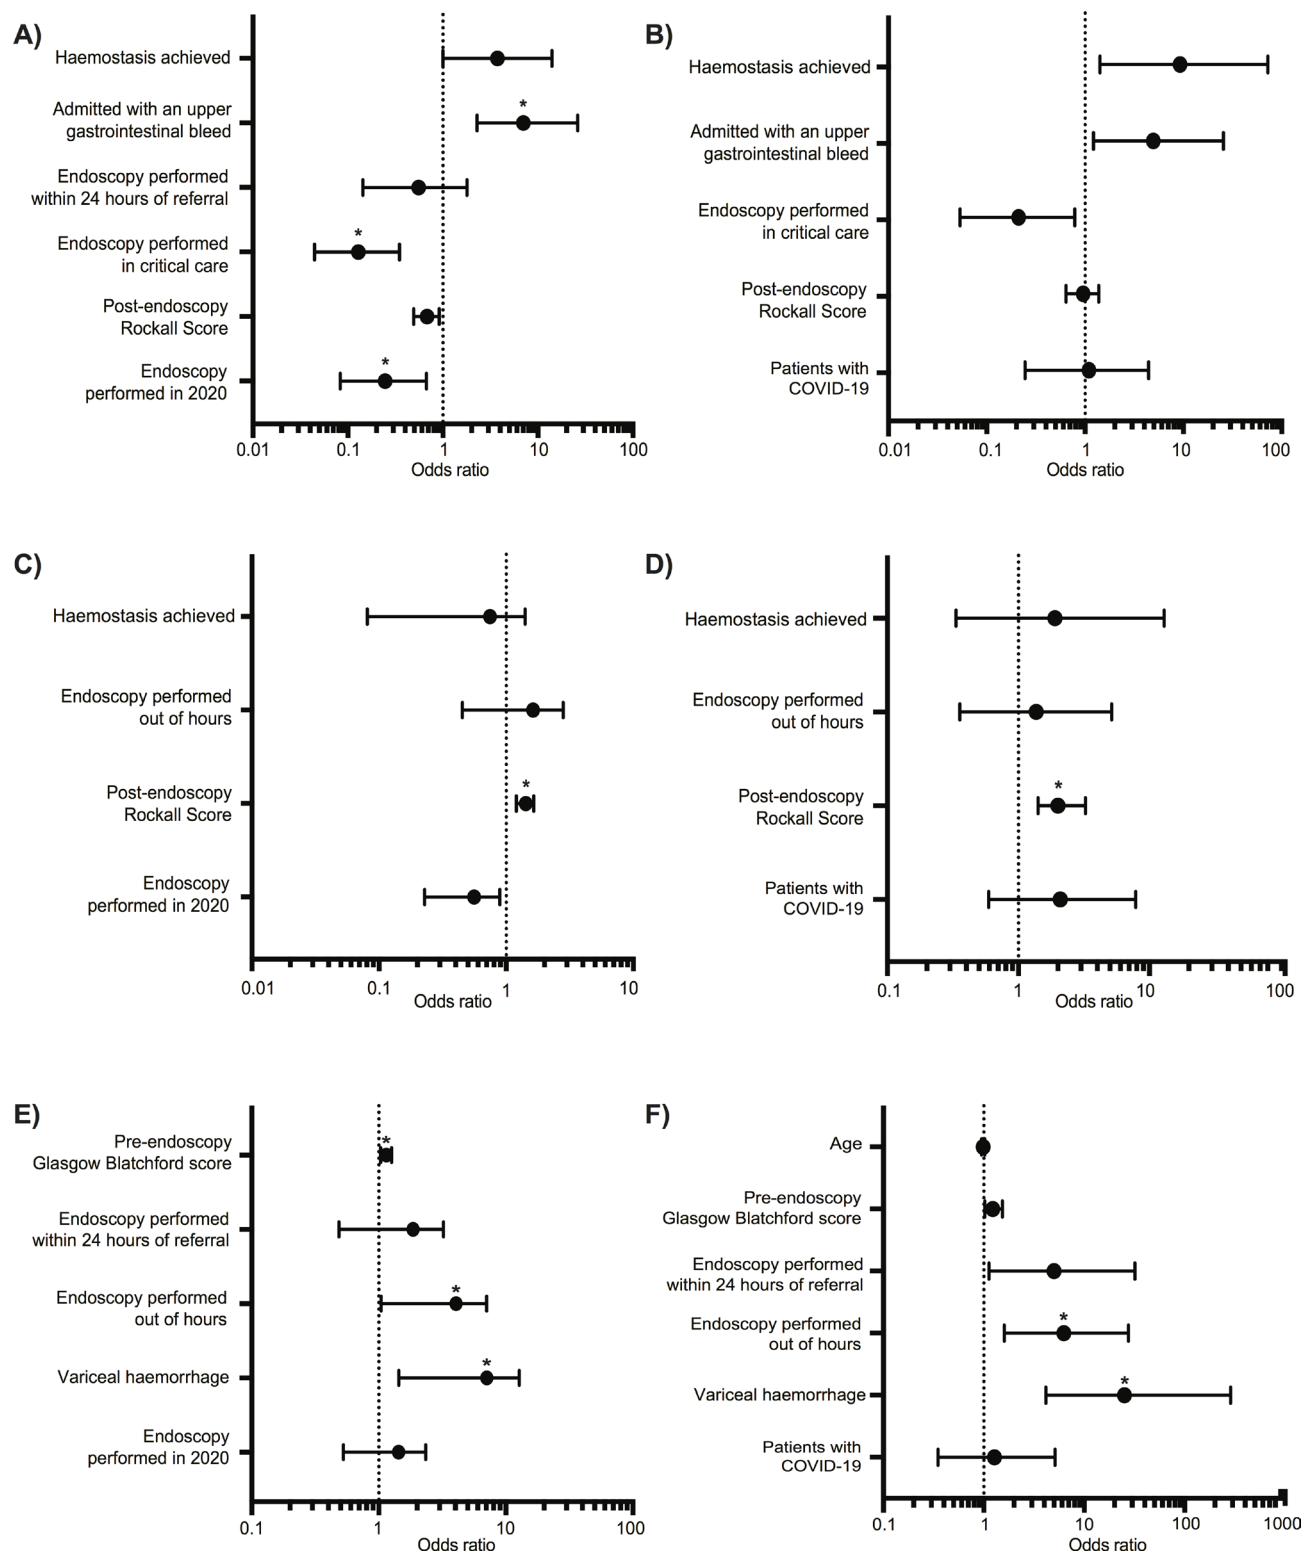 A)
Haemostasis achieved
Admitted with an upper
gastrointestinal bleed
*
Endoscopy performed
within 24 hours of referral
Endoscopy performed
in critical care
*
Post-endoscopy
Rockall Score
Endoscopy
performed in 2020
*
0.01 0.1 1 10 100
Odds ratio
B)
Haemostasis achieved
Admitted with an upper
gastrointestinal bleed
Endoscopy performed
in critical care
Post-endoscopy
Rockall Score
Patients with
COVID-19
0.01 0.1 1 10 100
Odds ratio
C)
Haemostasis achieved
Endoscopy performed
out of hours
Post-endoscopy
Rockall Score
*
Endoscopy
performed in 2020
0.01 0.1 1 10
Odds ratio
D)
Haemostasis achieved
Endoscopy performed
out of hours
Post-endoscopy
Rockall Score
*
Patients with
COVID-19
0.1 1 10 100
Odds ratio
E)
Pre-endoscopy
Glasgow Blatchford score
*
Endoscopy performed
within 24 hours of referral
Endoscopy performed
out of hours
*
Variceal haemorrhage
*
Endoscopy
performed in 2020
0.1 1 10 100
Odds ratio
F)
Age
Pre-endoscopy
Glasgow Blatchford score
Endoscopy performed
within 24 hours of referral
Endoscopy performed
out of hours
*
Variceal haemorrhage
*
Patients with
COVID-19
0.1 1 10 100 1000
Odds ratio